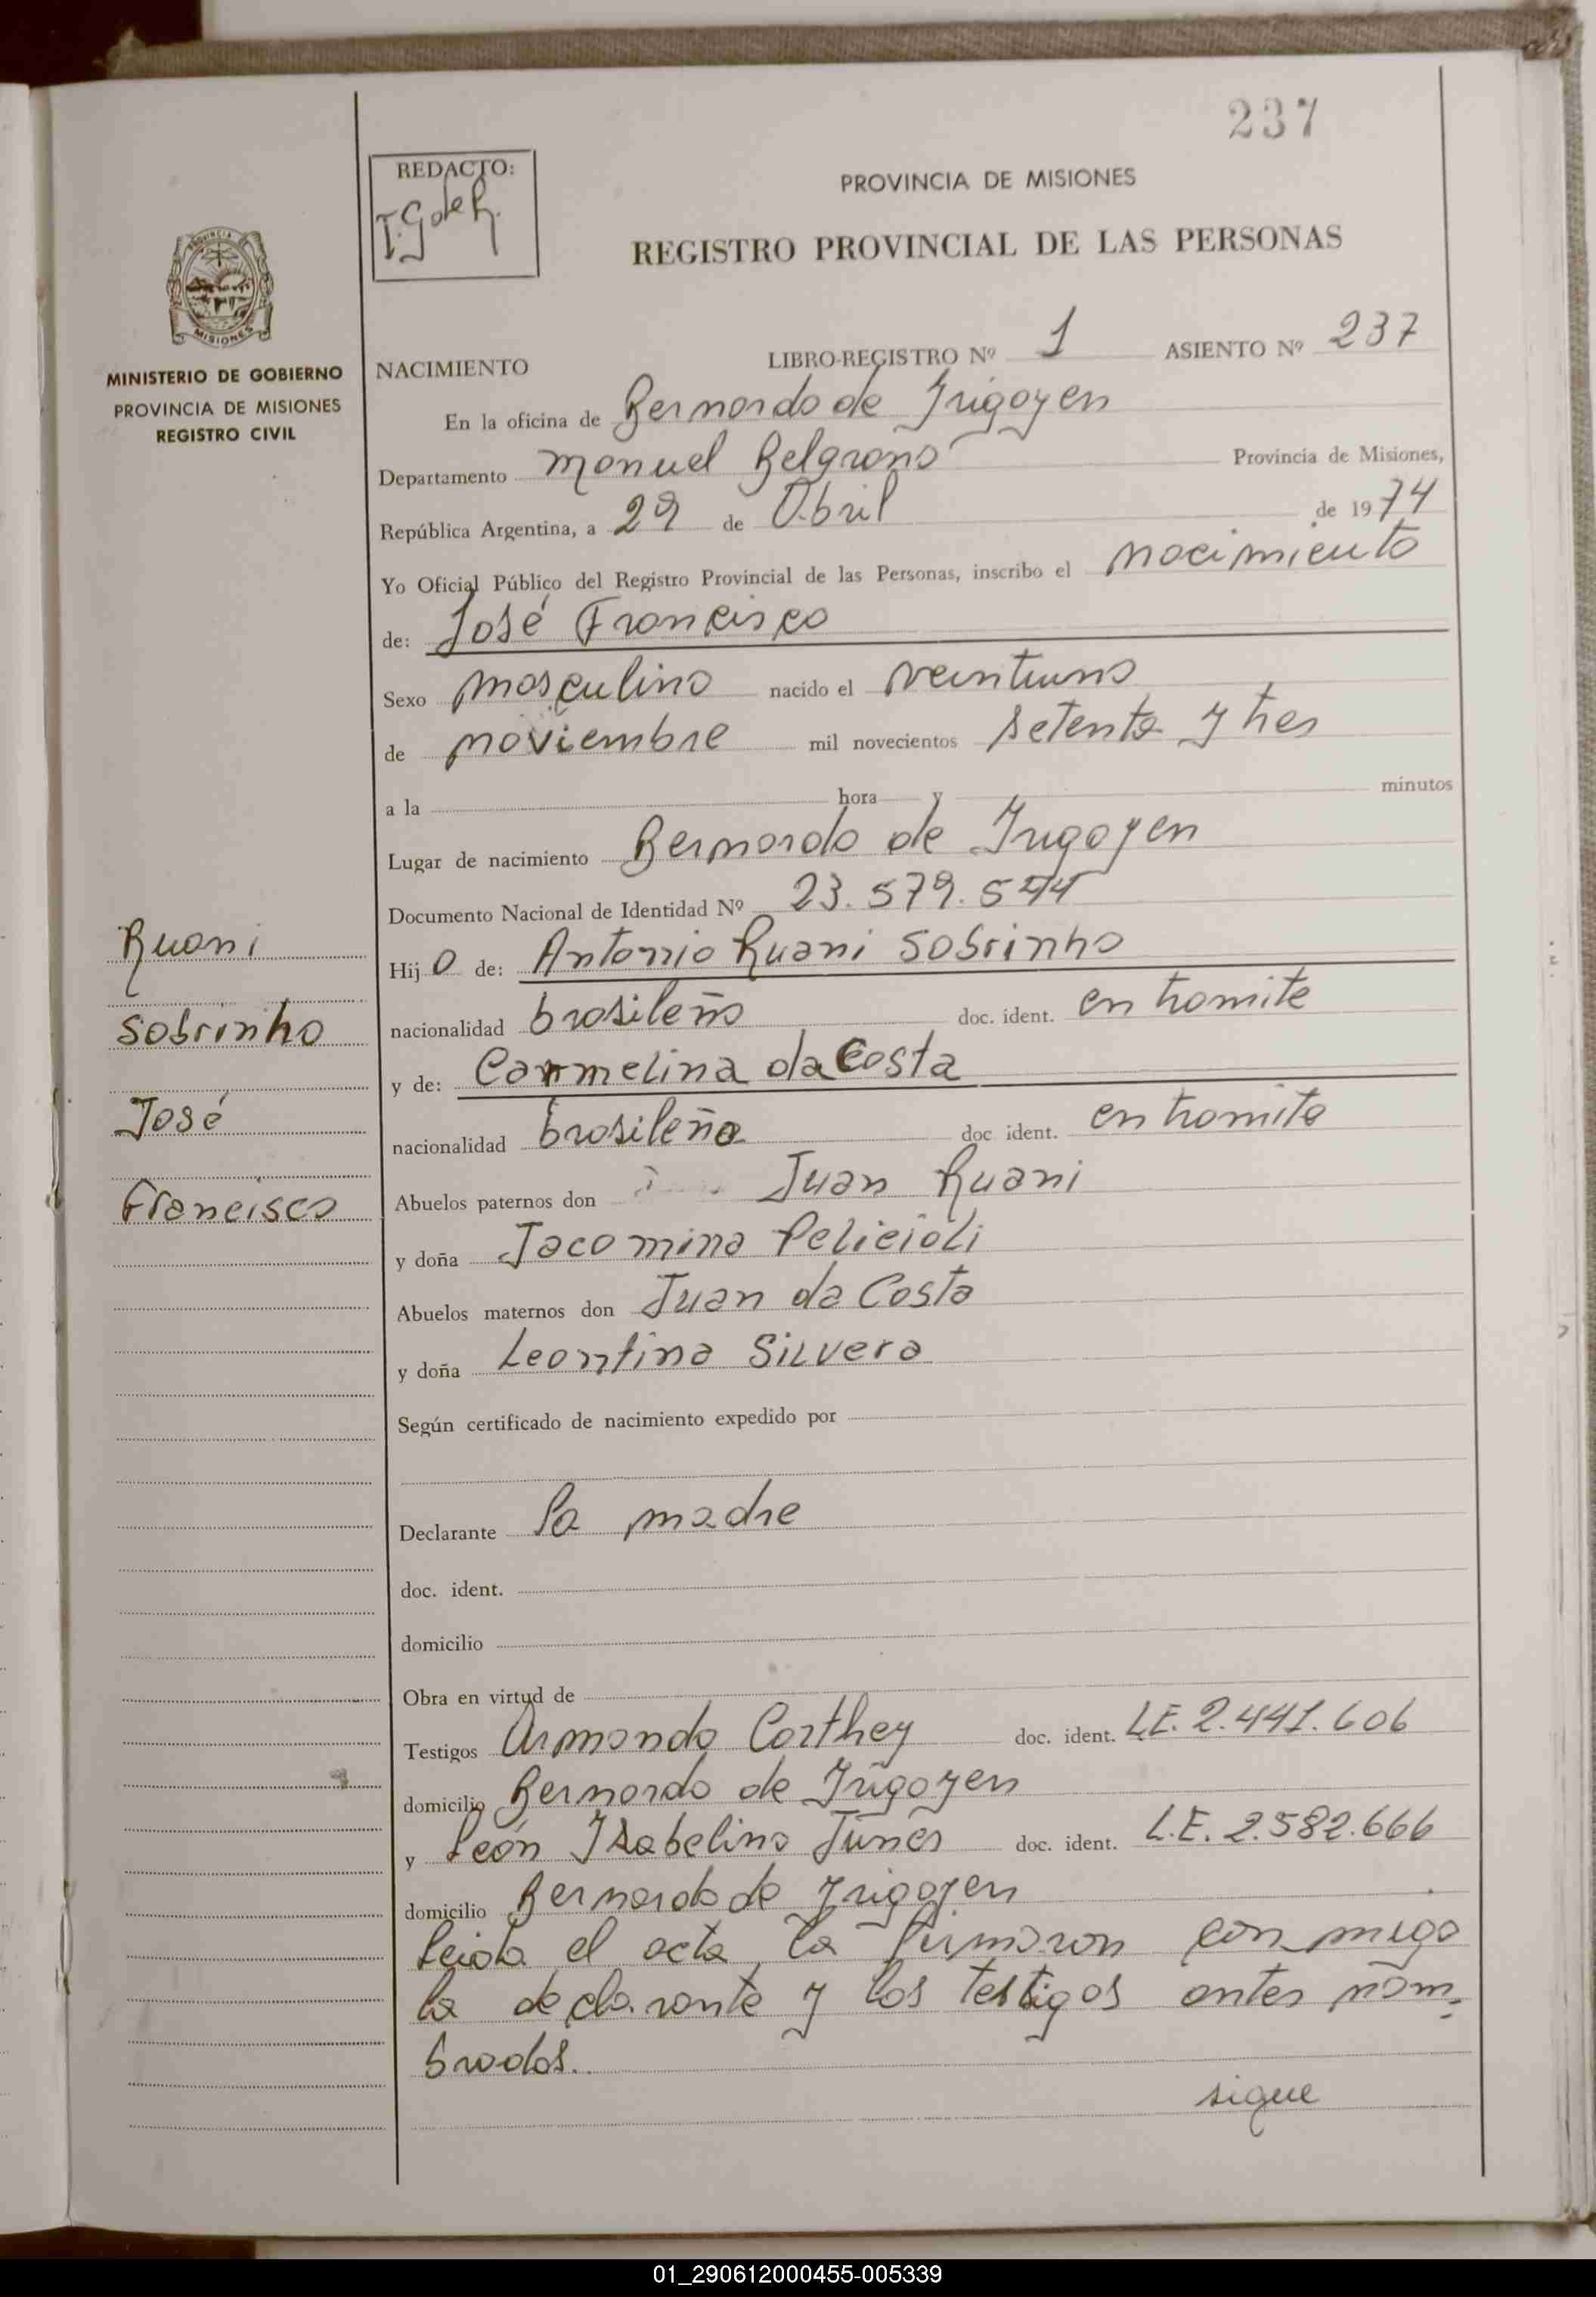 237
REDACTO:
I.G de R.
PROVINCIA DE MISIONES
REGISTRO PROVINCIAL DE LAS PERSONAS
MISIONES
MINISTERIO DE GOBIERNO
PROVINCIA DE MISIONES
REGISTRO CIVIL
NACIMIENTO LIBRO-REGISTRO Nº 1 ASIENTO Nº 237
En la oficina de Bernardo de Irigoyen
Departamento Manuel Belgrano Provincia de Misiones,
República Argentina, a 29 de Abril de 1974
Yo Oficial Público del Registro Provincial de las Personas, inscribo el nacimiento
de: José Francisco
Sexo masculino nacido el veintiuno
de noviembre mil novecientos setenta y tres
a la hora y minutos
Lugar de nacimiento Bernardo de Irigoyen
Documento Nacional de Identidad Nº 23.579.544
Ruani
Sobrinho
José
Francisco
Hijo de: Antonio Ruani Sobrinho
nacionalidad brasileño doc. ident. en tramite
y de: Carmelina da Costa
nacionalidad brasileña doc ident. en tramite
Abuelos paternos don Juan Ruani
y doña Jacomina Pelicioli
Abuelos maternos don Juan da Costa
y doña Leontina Silvera
Según certificado de nacimiento expedido por
Declarante la madre
doc. ident.
domicilio
Obra en virtud de
Testigos Armando Corthey doc. ident. L.E. 2.441.606
domicilio Bernardo de Irigoyen
y León Isabelino Junes doc. ident. L.E. 2.582.666
domicilio Bernardo de Irigoyen
leida el acta, la firmaron con migo
la declarante y los testigos antes nom-
brados..
sigue
01_290612000455-005339